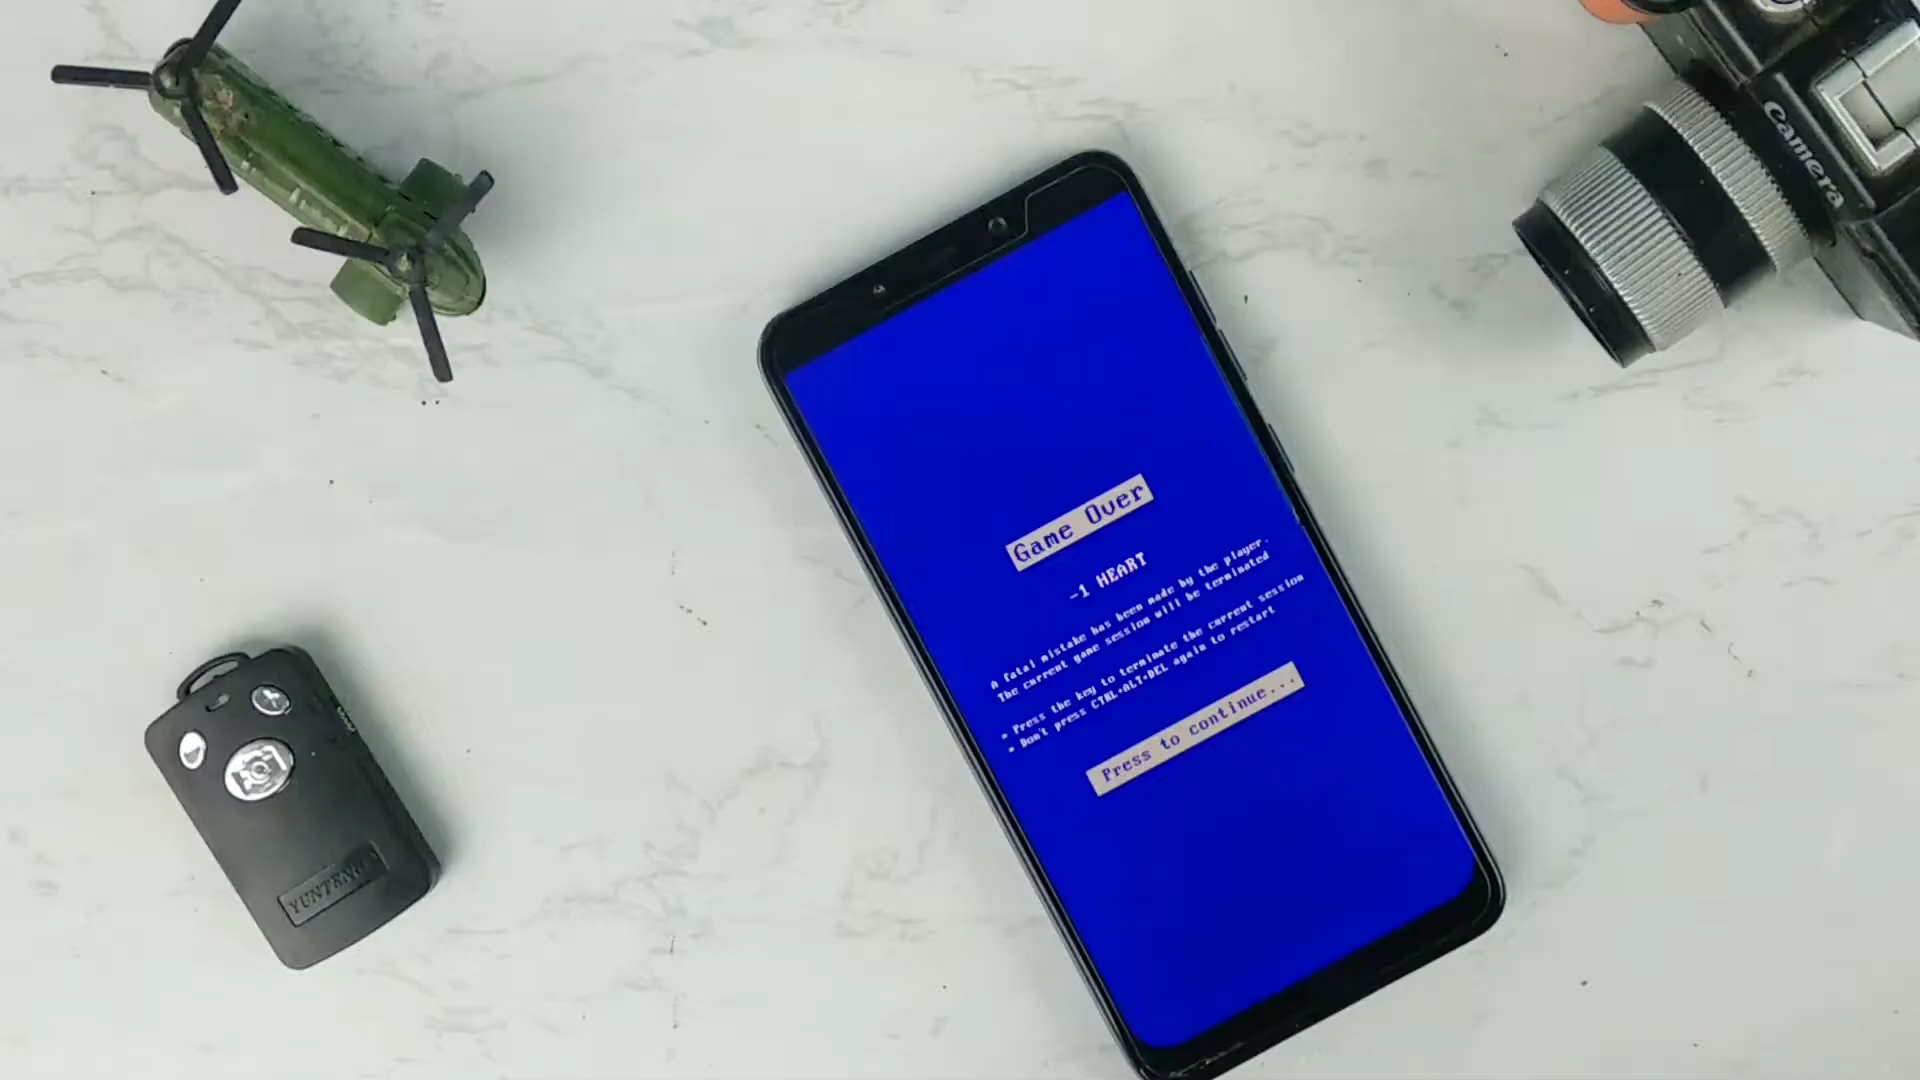 Camera
Game Over
-1 HEART
A fatal mistake has been made by the player.
The current game session will be terminated
* Press the key to terminate the current session
* Don't press CTRL+ALT+DEL again to restart
Press to continue...